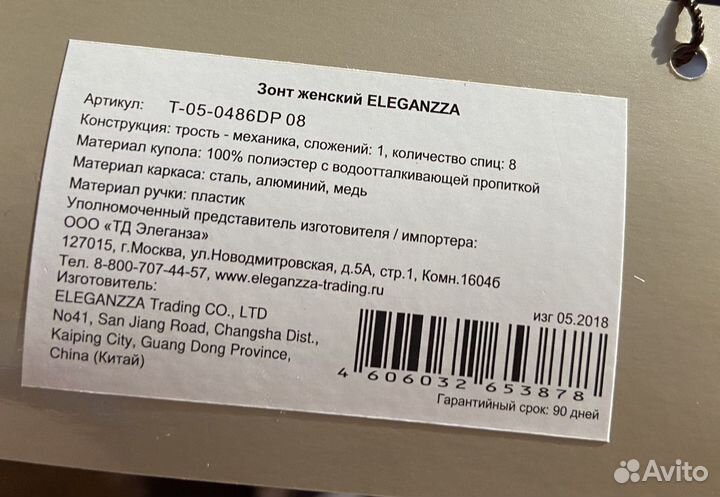 Зонт женский ELEGANZZA
Артикул: T-05-0486DP 08
Конструкция: трость - механика, сложений: 1, количество спиц: 8
Материал купола: 100% полиэстер с водоотталкивающей пропиткой
Материал каркаса: сталь, алюминий, медь
Материал ручки: пластик
Уполномоченный представитель изготовителя / импортера:
ООО «ТД Элеганза»
127015, г.Москва, ул.Новодмитровская, д.5А, стр.1, Комн.1604б
Тел. 8-800-707-44-57, www.eleganzza-trading.ru
Изготовитель:
ELEGANZZA Trading CO., LTD
No41, San Jiang Road, Changsha Dist.,
Kaiping City, Guang Dong Province,
China (Китай)
изг 05.2018
4 606032 653878
Гарантийный срок: 90 дней
Avito